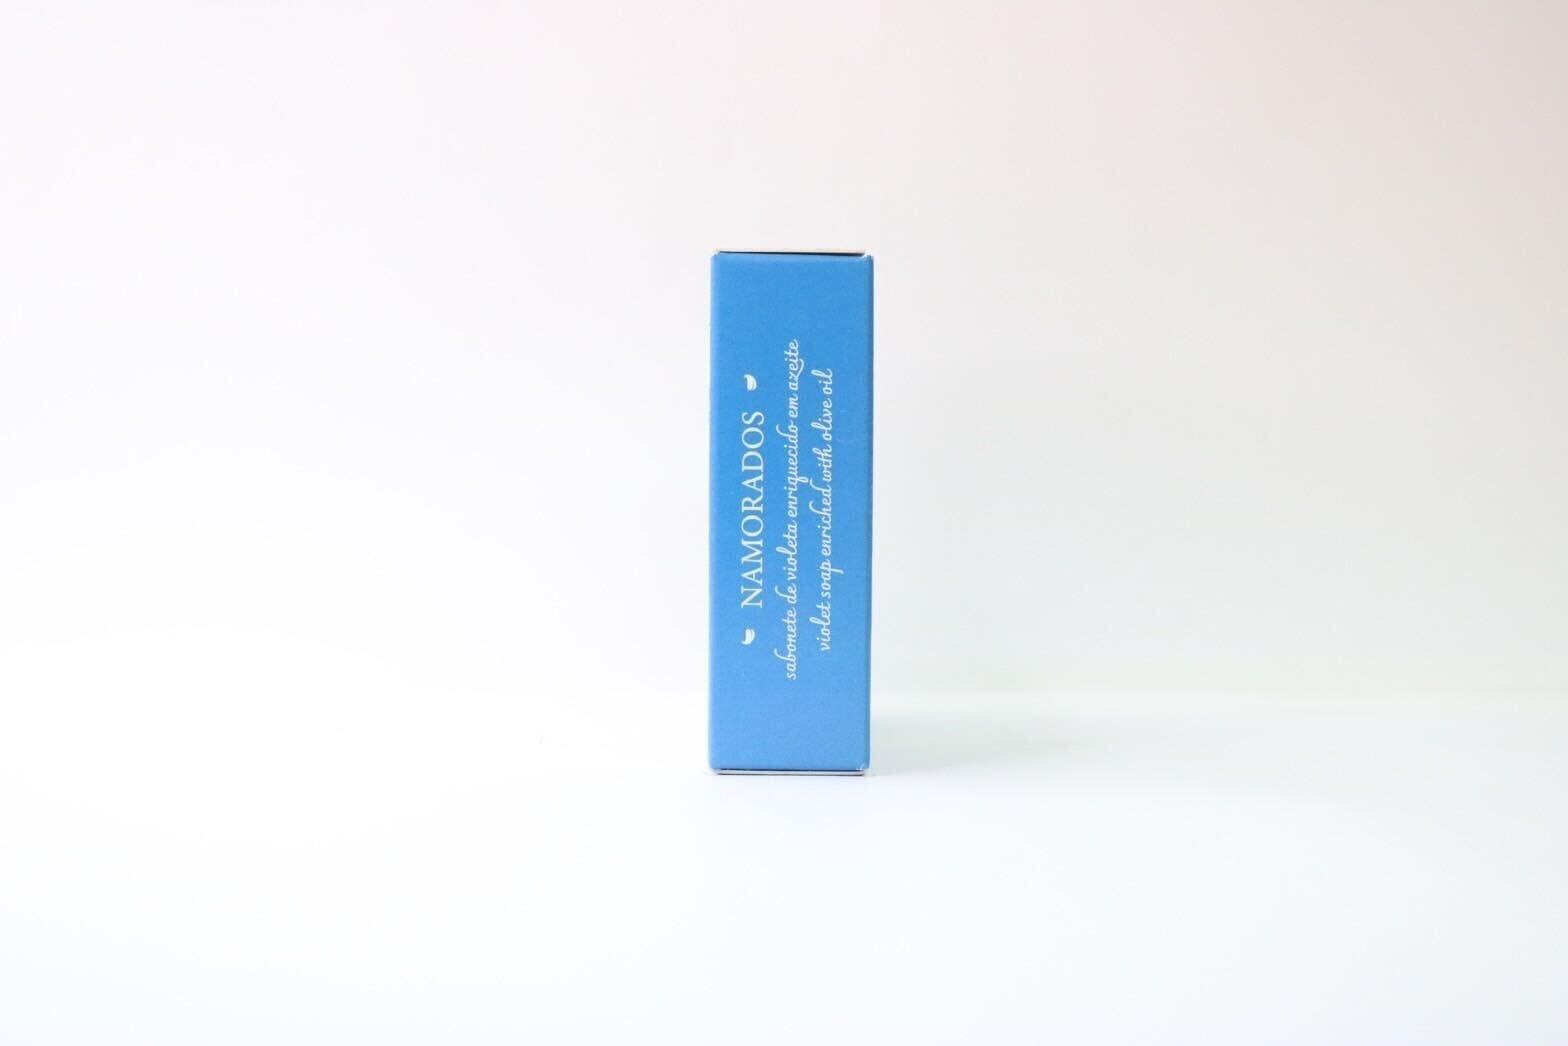 NAMORADOS
sabonete de violeta enriquecido em azeite
violet soap enriched with olive oil